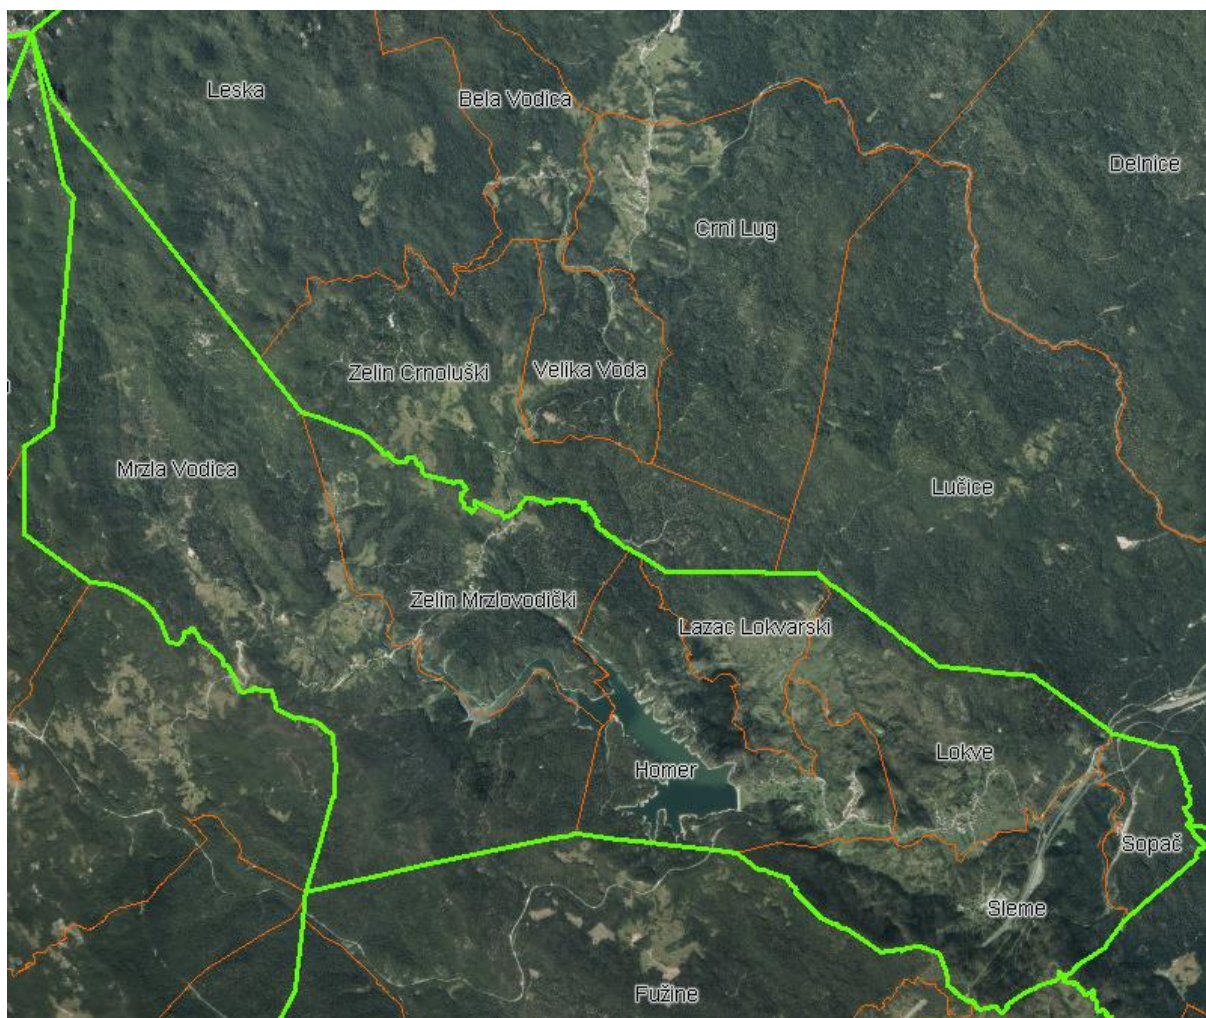 Leska
Bela Vodica
Delnice
Crni Lug
Zelin Crnoluški
Velika Voda
Mrzla Vodica
Lučice
Zelin Mrzlovodički
Lazac Lokvarski
Lokve
Homer
Sopač
Sleme
Fužine